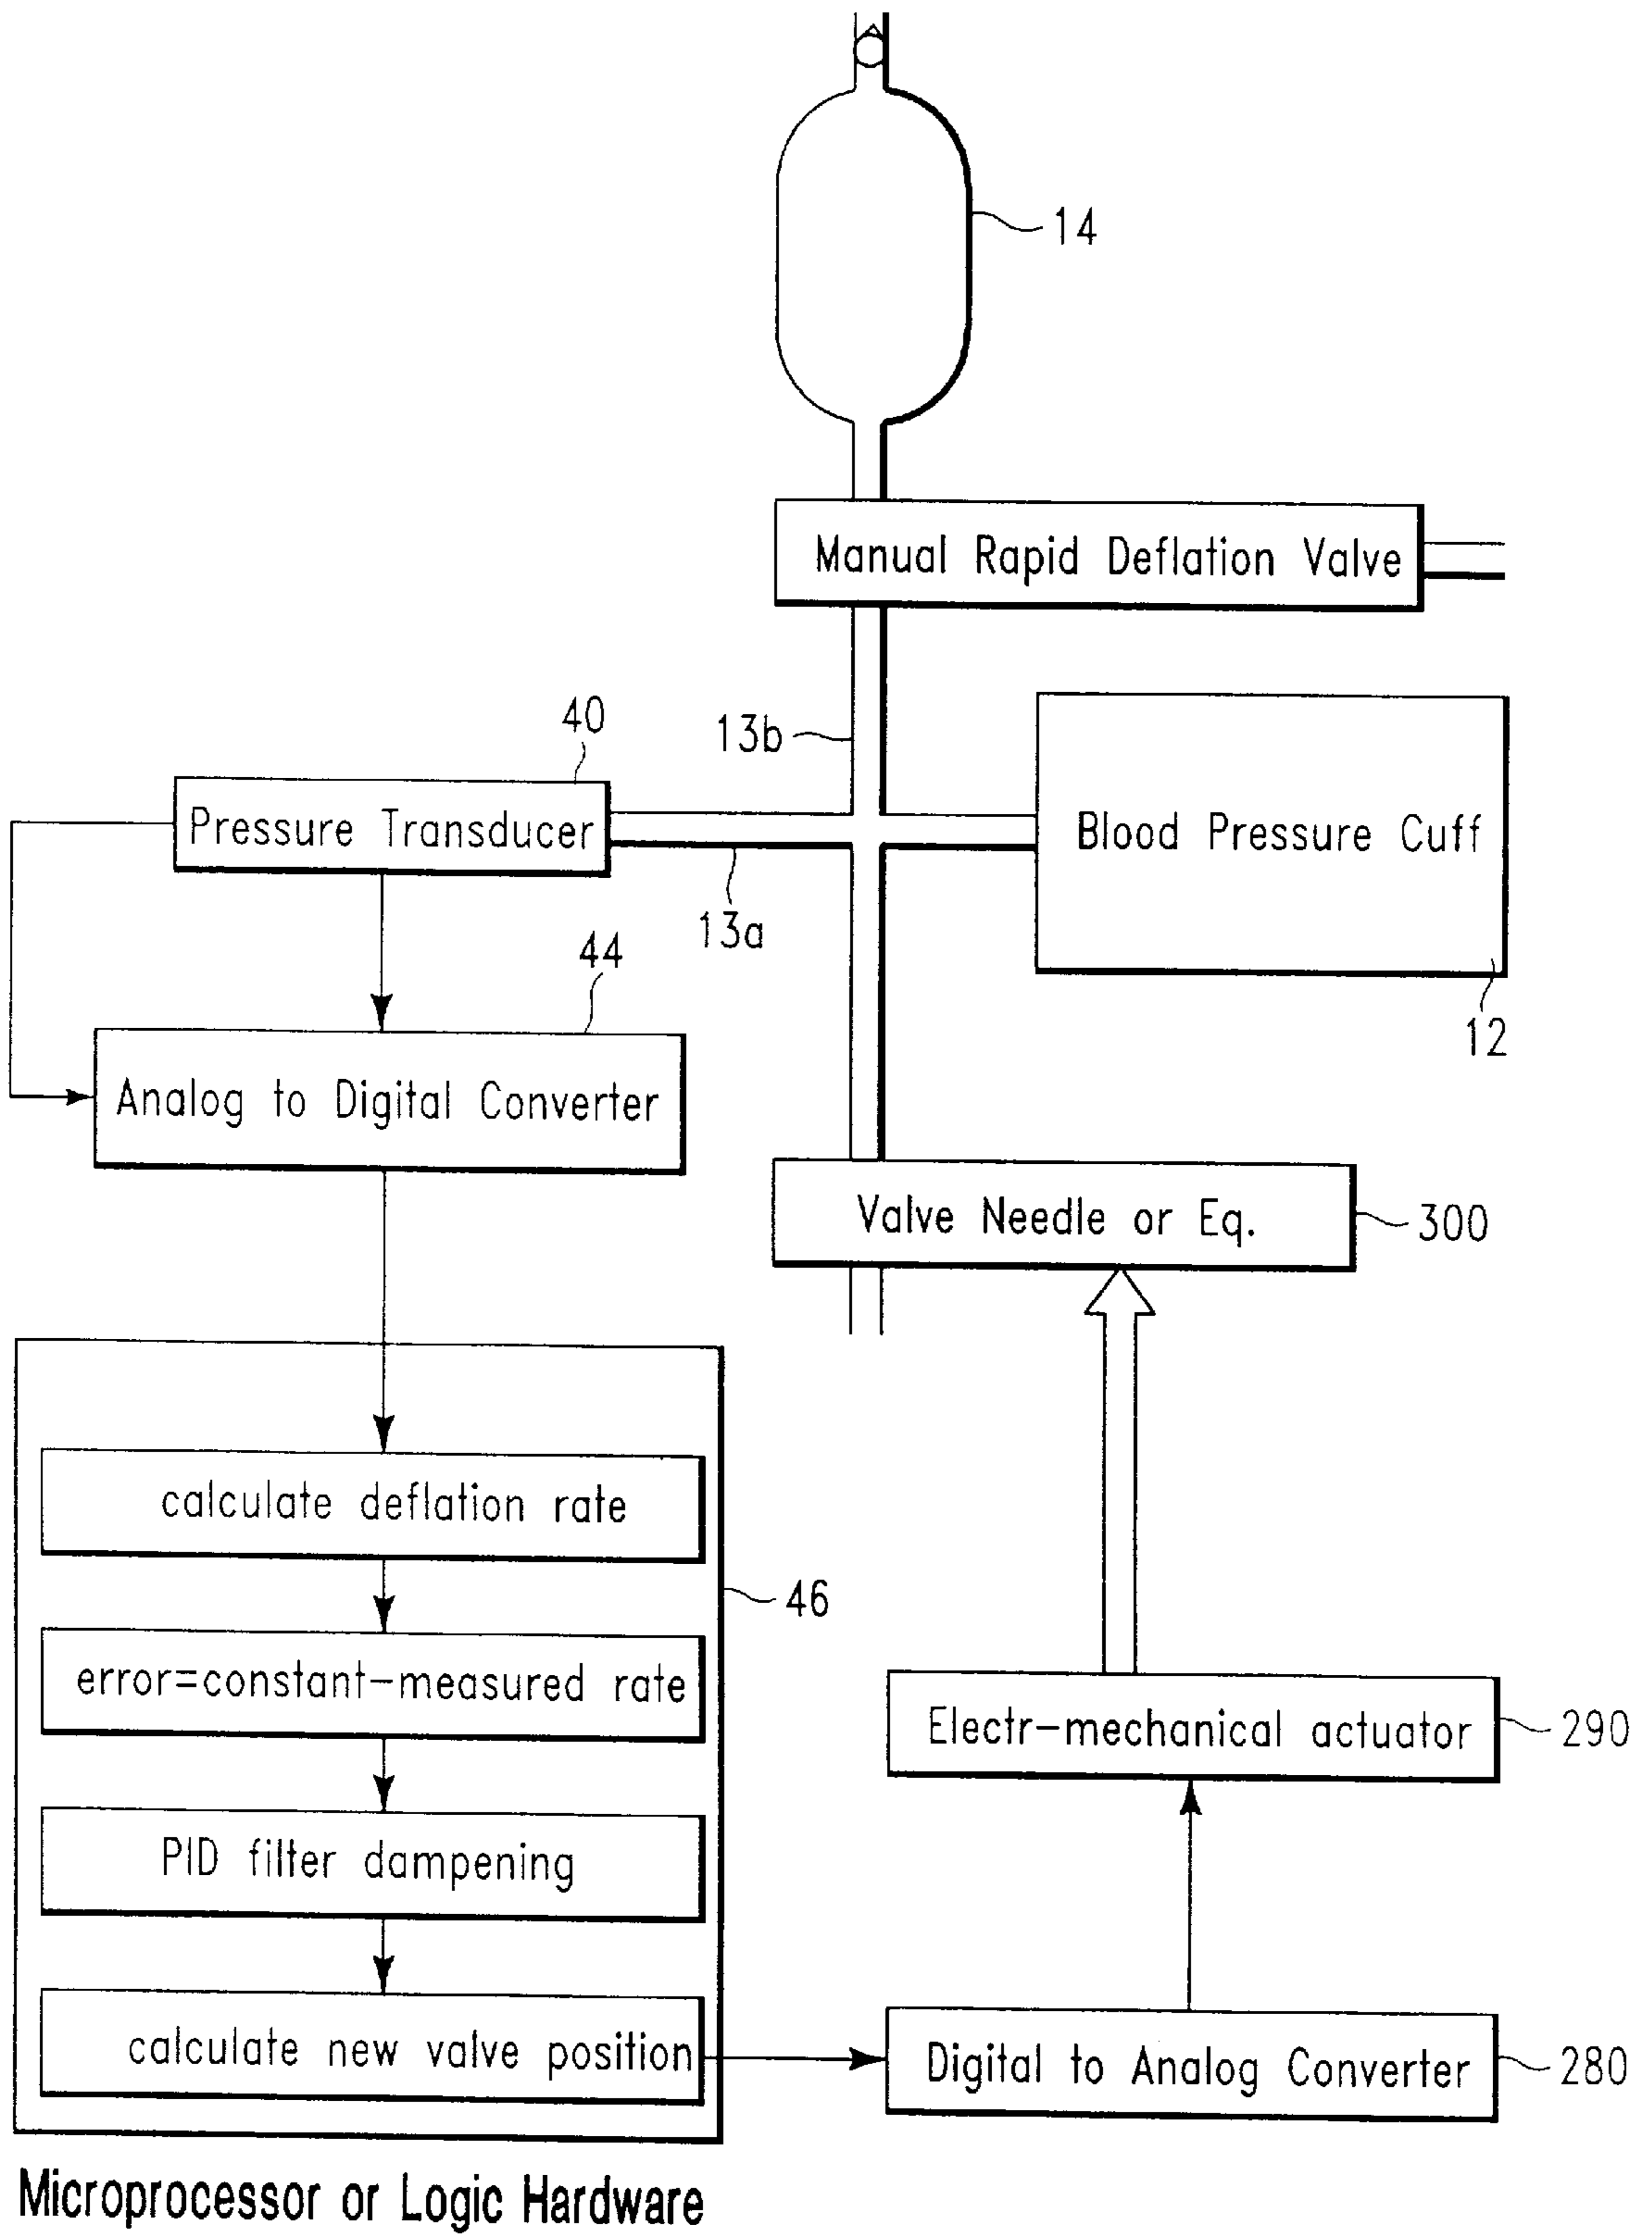 14
Manual Rapid Deflation Valve
40
13b
Pressure Transducer
Blood Pressure Cuff
13a
44
12
Analog to Digital Converter
Valve Needle or Eq.
300
calculate deflation rate
46
error=constant-measured rate
Electr-mechanical actuator
290
PID filter dampening
calculate new valve position
Digital to Analog Converter
280
Microprocessor or Logic Hardware